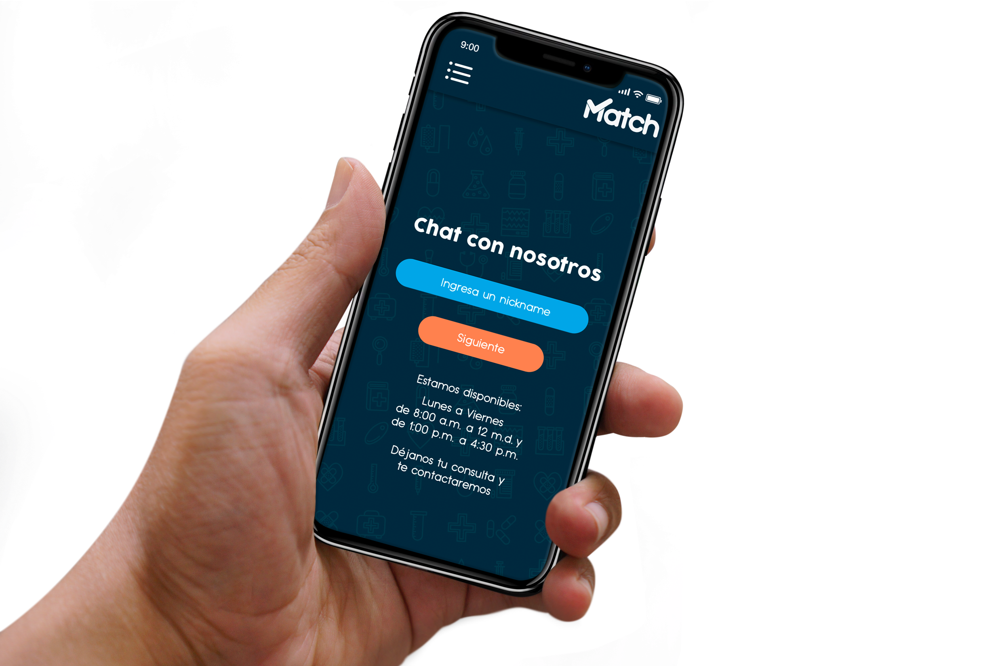 9:00
Match
Chat con nosotros
Ingresa un nickname
Siguiente
Estamos disponibles:
Lunes a Viernes
de 8:00 a.m. a 12 m.d. y
de 1:00 p.m. a 4:30 p.m.
Déjanos tu consulta y
te contactaremos